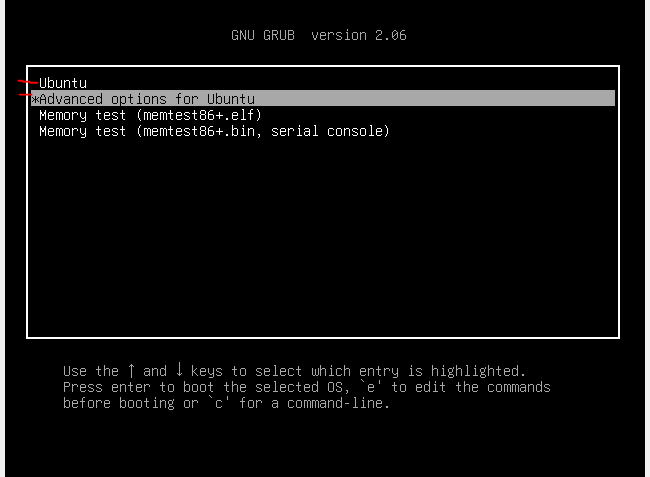 GNU GRUB version 2.06
Ubuntu
*Advanced options for Ubuntu
Memory test (memtest86+.elf)
Memory test (memtest86+.bin, serial console)
Use the ↑ and ↓ keys to select which entry is highlighted.
Press enter to boot the selected OS, `e' to edit the commands
before booting or `c' for a command-line.